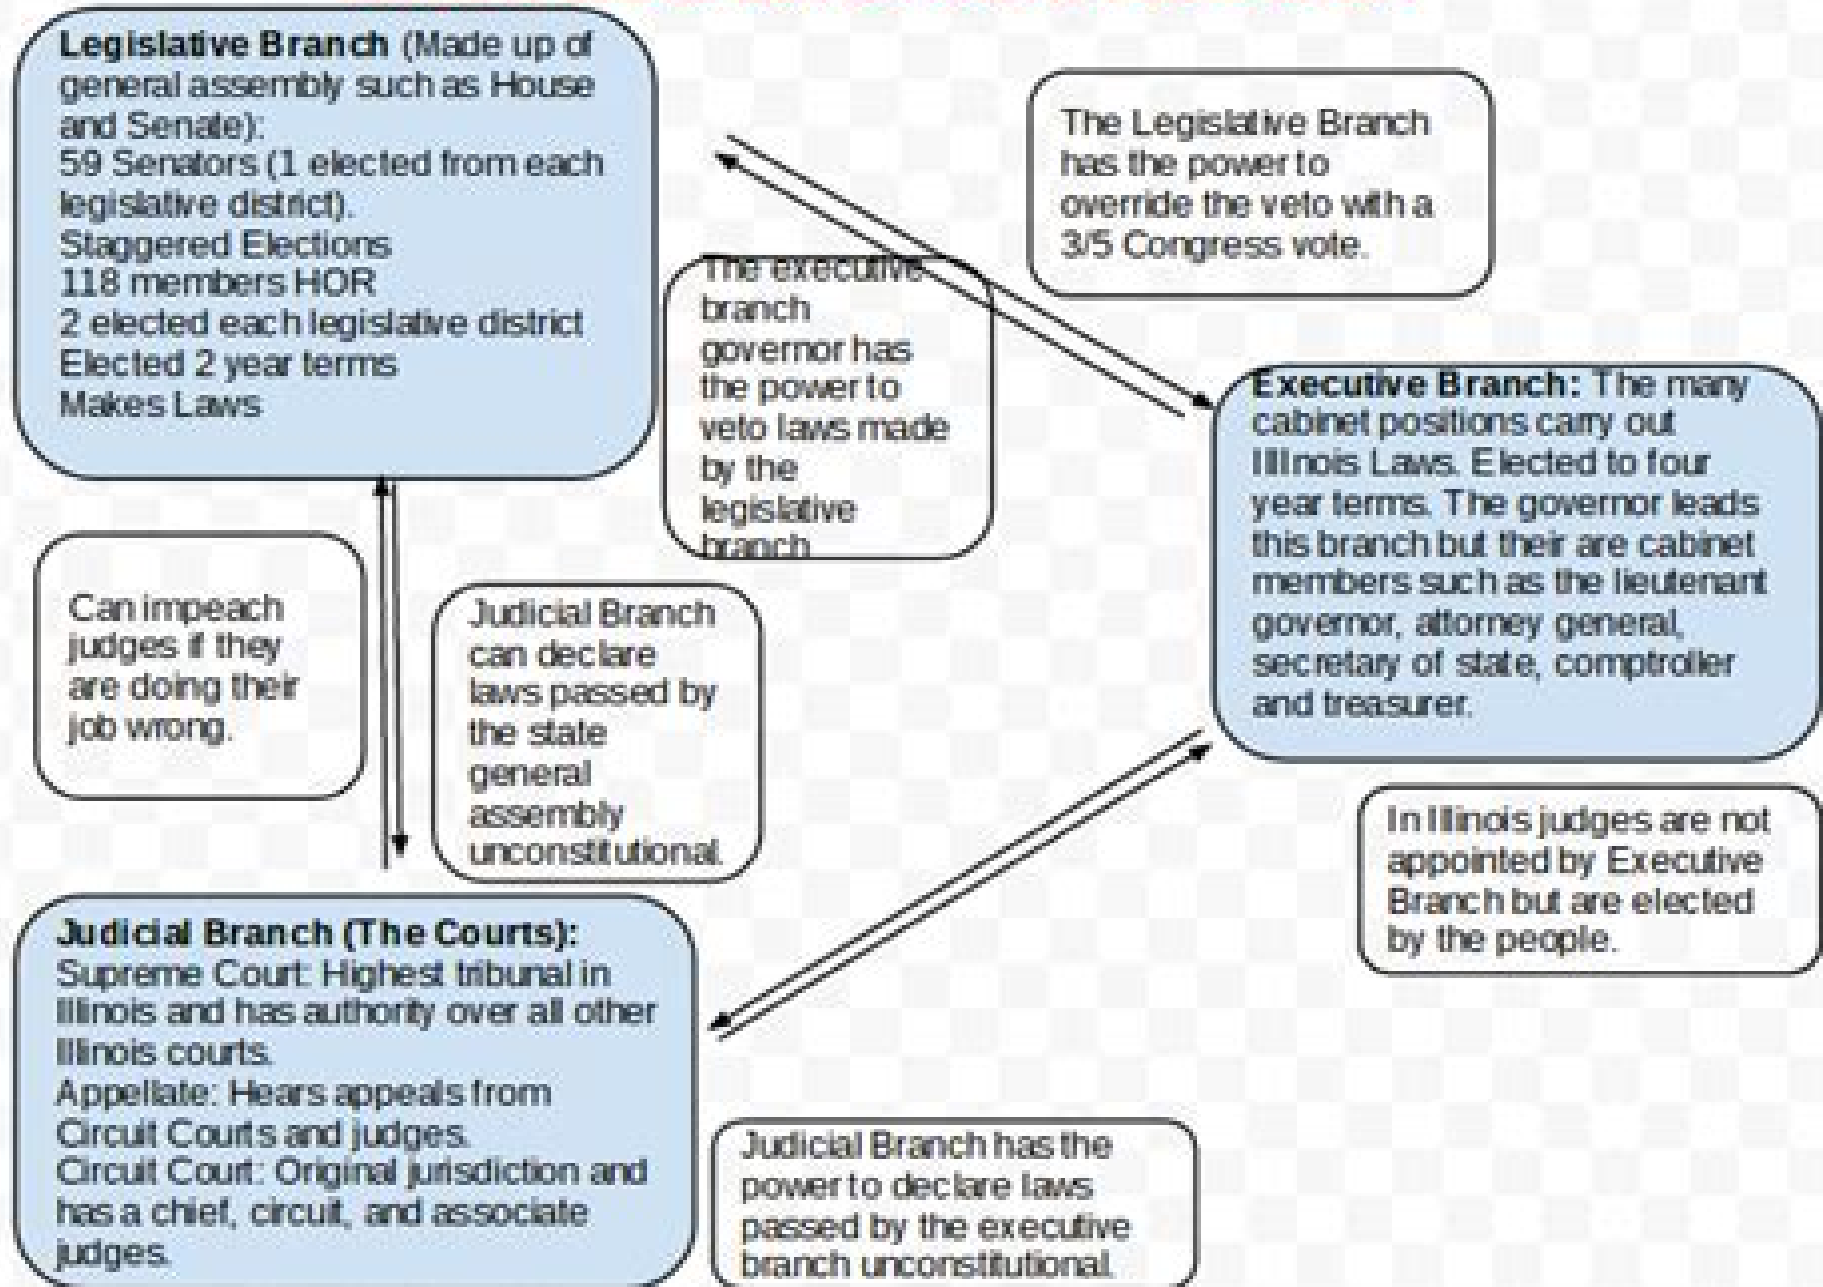 Legislative Branch (Made up of
general assembly such as House
and Senate):
59 Senators (1 elected from each
legislative district).
Staggered Elections
118 members HOR
2 elected each legislative district
Elected 2 year terms
Makes Laws
The Legislative Branch
has the power to
override the veto with a
3/5 Congress vote.
The executive
branch
governor has
the power to
veto laws made
by the
legislative
branch
Executive Branch: The many
cabinet positions carry out
Illinois Laws. Elected to four
year terms. The governor leads
this branch but their are cabinet
members such as the lieutenant
governor, attorney general,
secretary of state, comptroller
and treasurer.
Can impeach
judges if they
are doing their
job wrong.
Judicial Branch
can declare
laws passed by
the state
general
assembly
unconstitutional.
In Illinois judges are not
appointed by Executive
Branch but are elected
by the people.
Judicial Branch (The Courts):
Supreme Court: Highest tribunal in
Illinois and has authority over all other
Illinois courts.
Appellate: Hears appeals from
Circuit Courts and judges.
Circuit Court: Original jurisdiction and
has a chief, circuit, and associate
judges.
Judicial Branch has the
power to declare laws
passed by the executive
branch unconstitutional.